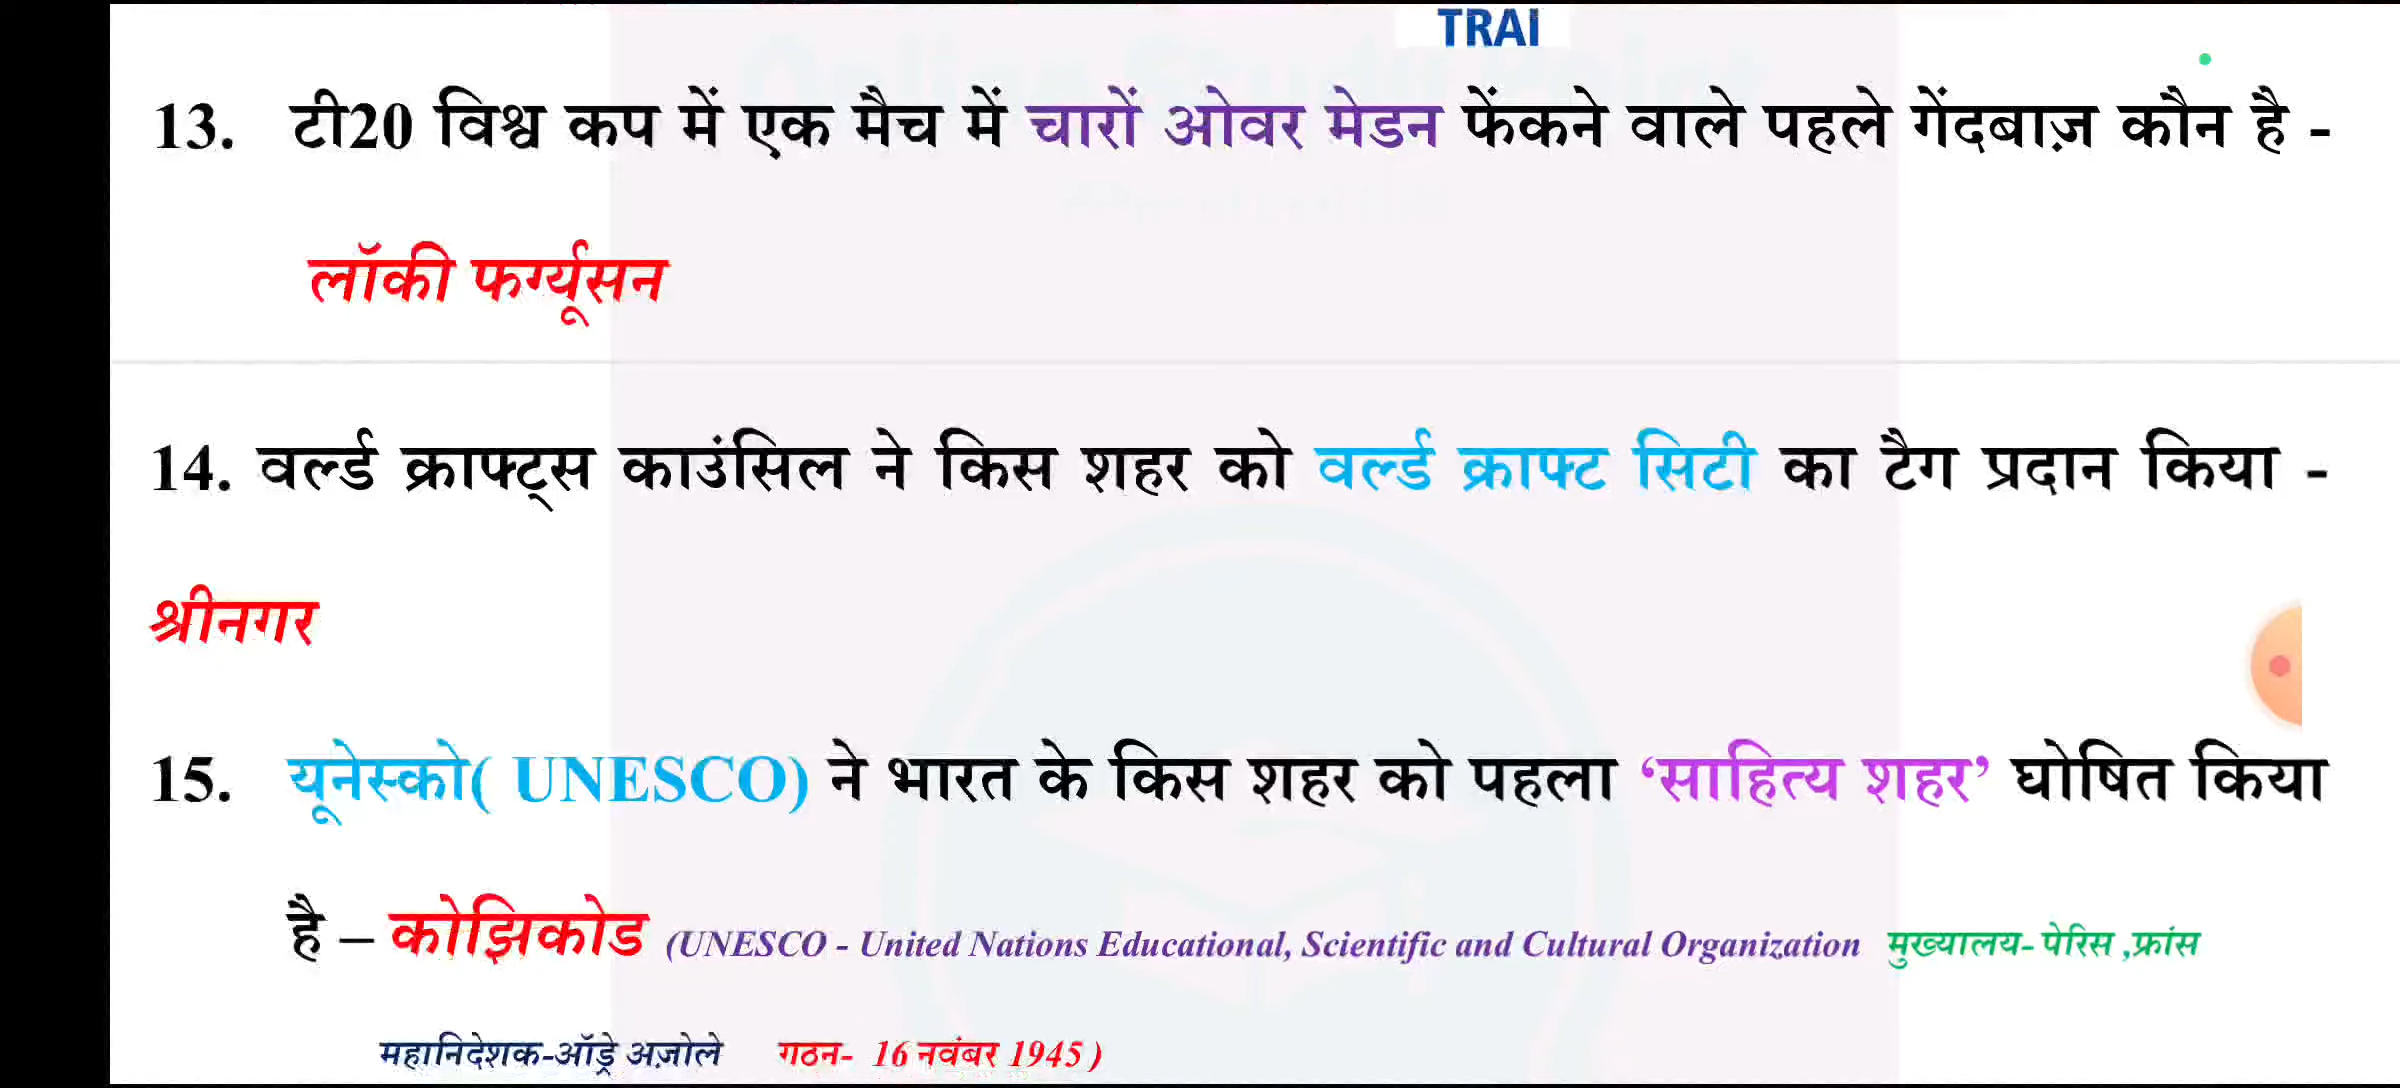 TRAI
13. टी20 विश्व कप में एक मैच में चारों ओवर मेडन फेंकने वाले पहले गेंदबाज़ कौन है -
लॉकी फर्ग्यूसन
14. वर्ल्ड क्राफ्ट्स काउंसिल ने किस शहर को वर्ल्ड क्राफ्ट सिटी का टैग प्रदान किया -
श्रीनगर
15. यूनेस्को( UNESCO) ने भारत के किस शहर को पहला ‘साहित्य शहर’ घोषित किया
है – कोझिकोड (UNESCO - United Nations Educational, Scientific and Cultural Organization मुख्यालय- पेरिस ,फ्रांस
महानिदेशक-ऑड्रे अज़ोले गठन- 16 नवंबर 1945 )